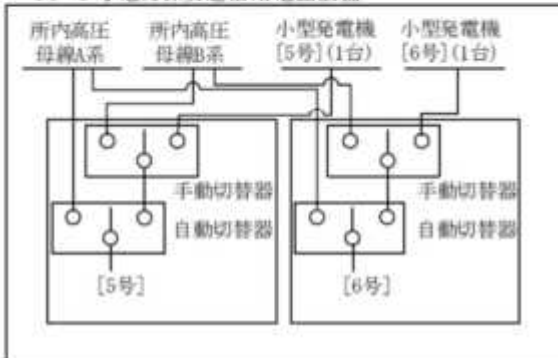 所内高圧
母線A系
所内高圧
母線B系
小型発電機
[5号](1台)
小型発電機
[6号](1台)
手動切替器
自動切替器
[5号]
手動切替器
自動切替器
[6号]